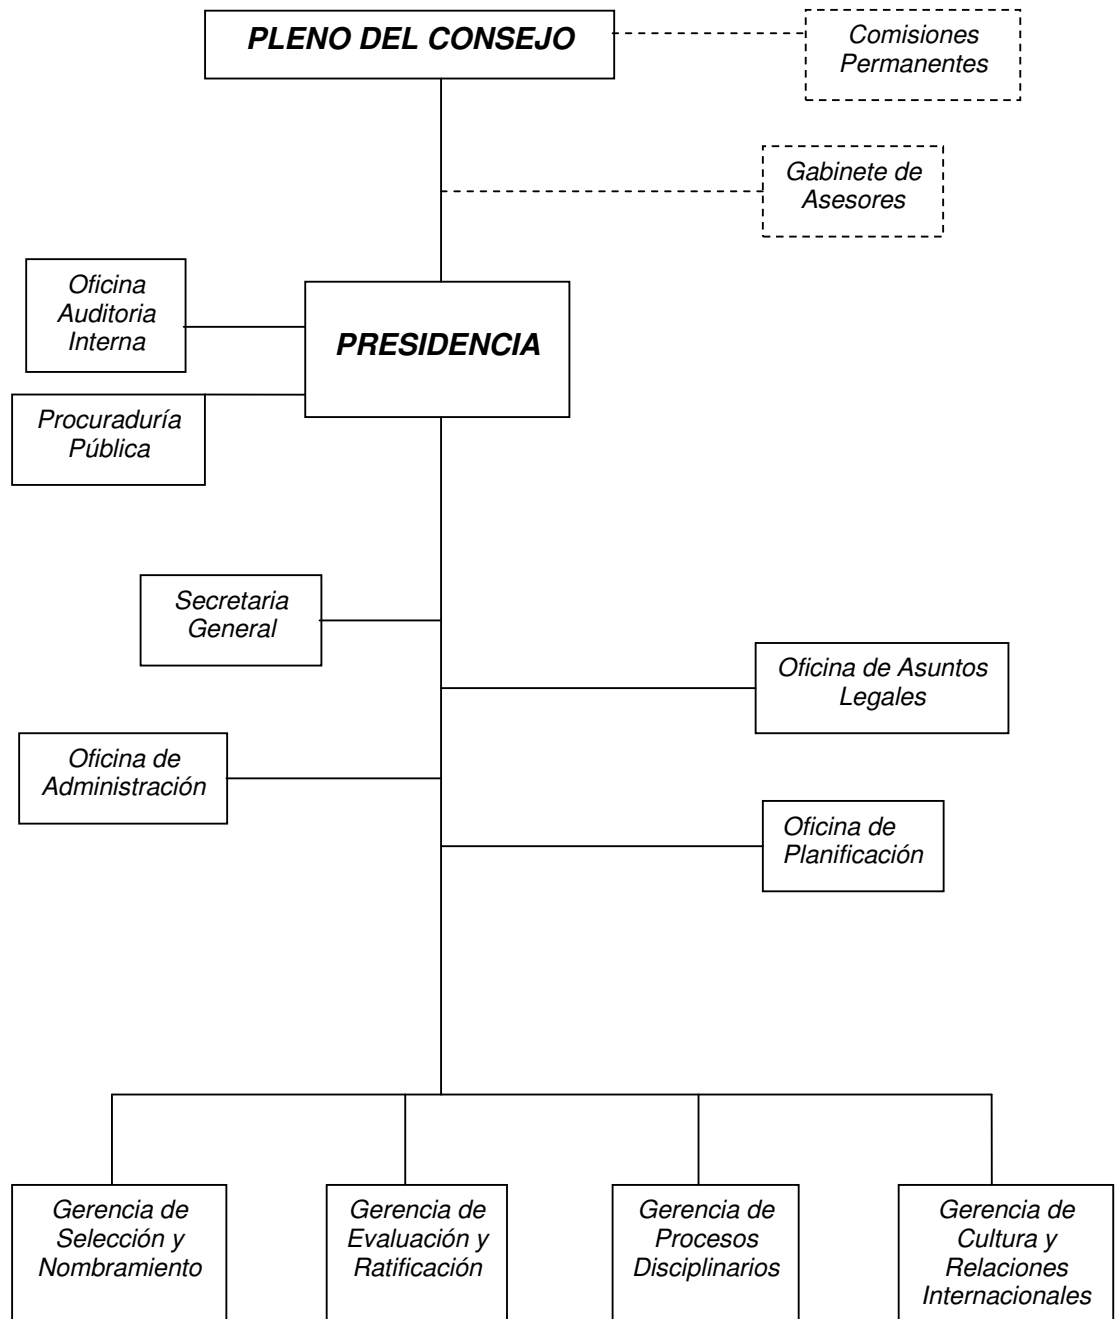 PLENO DEL CONSEJO
Comisiones
Permanentes
Gabinete de
Asesores
Oficina
Auditoria
Interna
PRESIDENCIA
Procuraduría
Pública
Secretaria
General
Oficina de Asuntos
Legales
Oficina de
Administración
Oficina de
Planificación
Gerencia de
Selección y
Nombramiento
Gerencia de
Evaluación y
Ratificación
Gerencia de
Procesos
Disciplinarios
Gerencia de
Cultura y
Relaciones
Internacionales